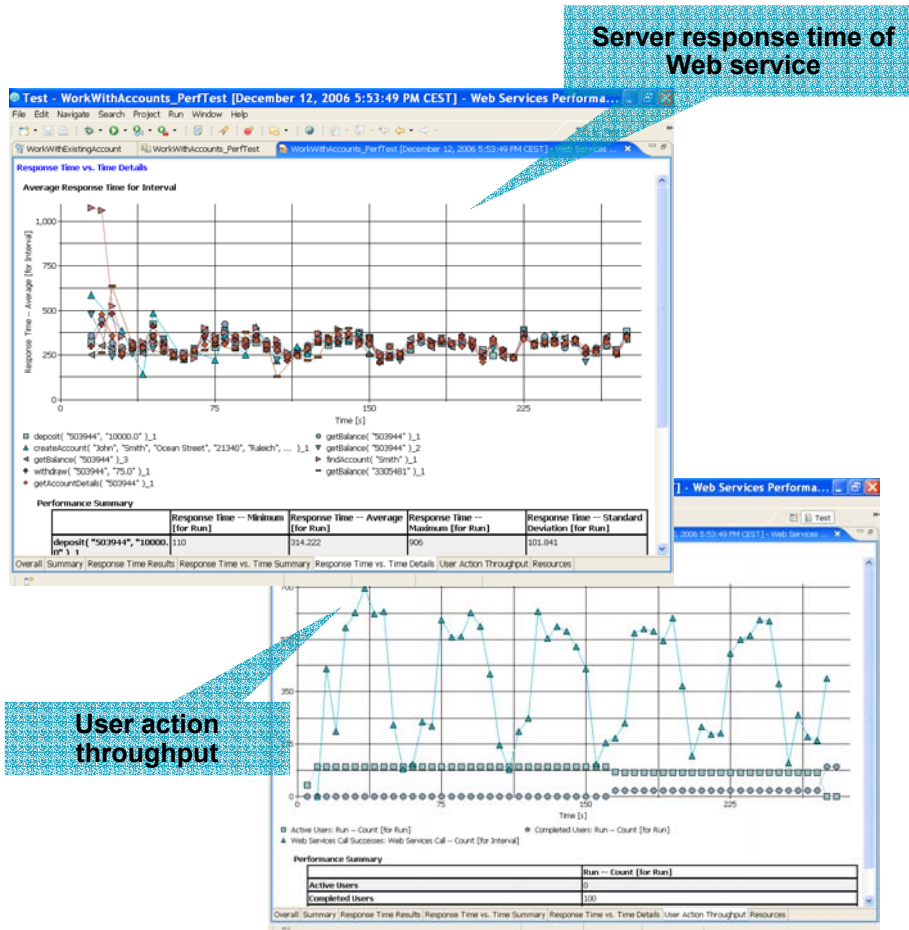 Server response time of
Web service
Test - WorkWithAccounts_PerfTest [December 12, 2006 5:53:49 PM CEST] - Web Services Performa...
File Edit Navigate Search Project Run Window Help
WorkWithExistingAccount WorkWithAccounts_PerfTest WorkWithAccounts_PerfTest [December 12, 2006 5:53:49 PM CEST] - Web Services ...
Response Time vs. Time Details
Average Response Time for Interval
Response Time -- Average [for Interval]
1,000
750
500
250
0
0 75 150 225
Time [s]
deposit( "503944", "10000.0" )_1 getBalance( "503944" )_1
createAccount( "John", "Smith", "Ocean Street", "21340", "Raleich", ... )_1 getBalance( "503944" )_2
getBalance( "503944" )_3 findAccount( "Smith" )_1
withdraw( "503944", "75.0" )_1 getBalance( "3305481" )_1
getAccountDetails( "503944" )_1
Performance Summary
Response Time -- Minimum [for Run] Response Time -- Average [for Run] Response Time -- Maximum [for Run] Response Time -- Standard Deviation [for Run]
deposit( "503944", "10000.0" )_1 110 314.222 906 101.841
Overall Summary Response Time Results Response Time vs. Time Summary Response Time vs. Time Details User Action Throughput Resources
] - Web Services Performa...
Test
, 2006 5:53:49 PM CEST] - Web Services ...
User action
throughput
700
350
0
0 75 150 225
Time [s]
Active Users: Run -- Count [for Run] Completed Users: Run -- Count [for Run]
Web Services Call Successes: Web Services Call -- Count [for Interval]
Performance Summary
Run -- Count [for Run]
Active Users 0
Completed Users 100
Overall Summary Response Time Results Response Time vs. Time Summary Response Time vs. Time Details User Action Throughput Resources